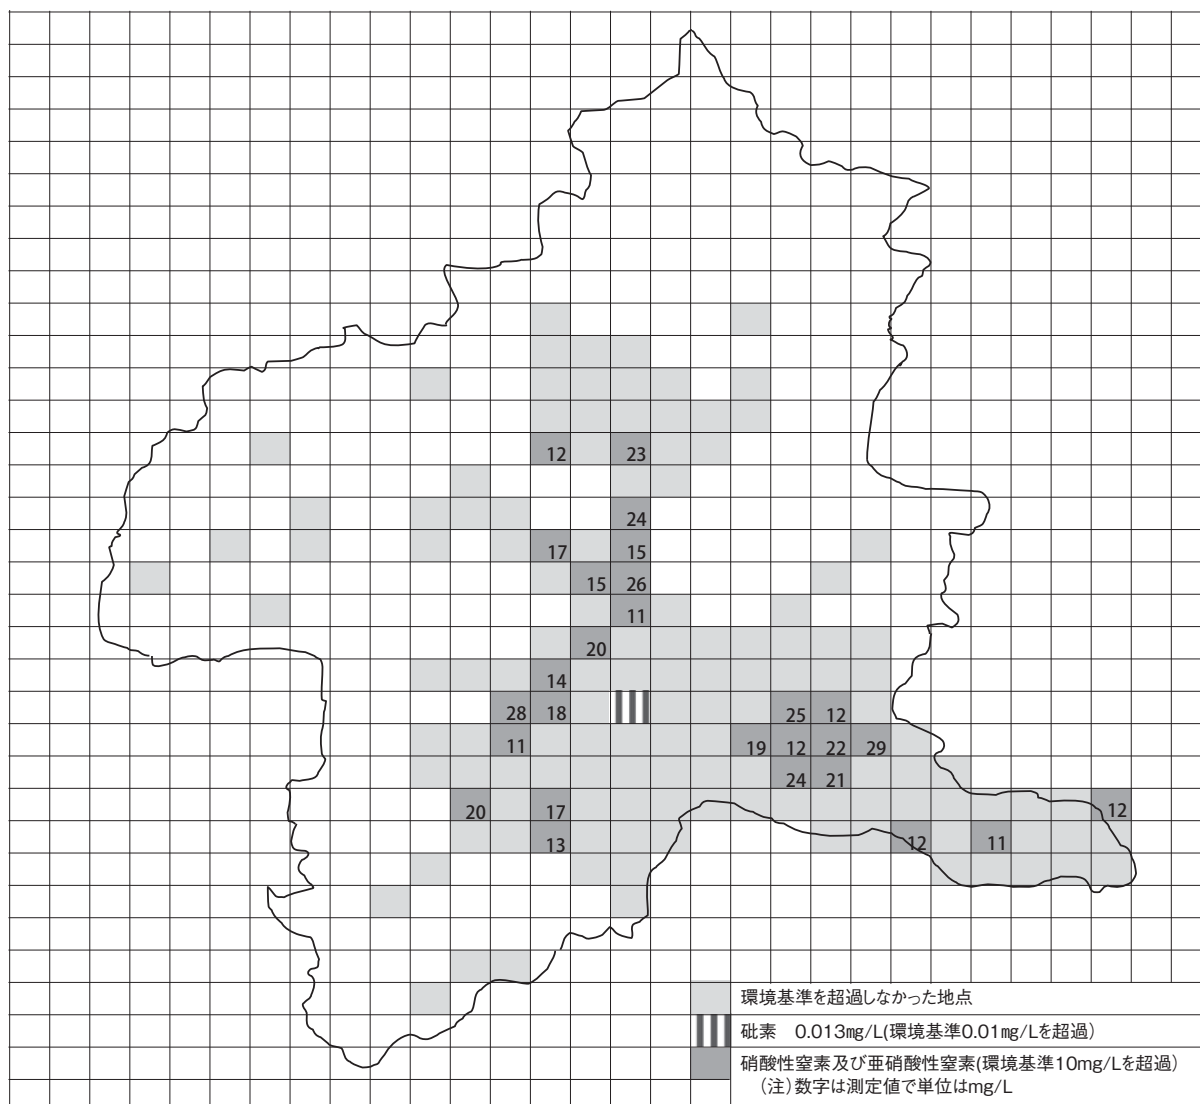 12 23
24
17 15
15 26
11
20
14
28 18 25 12
11 19 12 22 29
24 21
20 17 12
13 12 11
環境基準を超過しなかった地点
砒素 0.013㎎/L(環境基準0.01㎎/Lを超過)
硝酸性窒素及び亜硝酸性窒素(環境基準10mg/Lを超過)
(注)数字は測定値で単位はmg/L